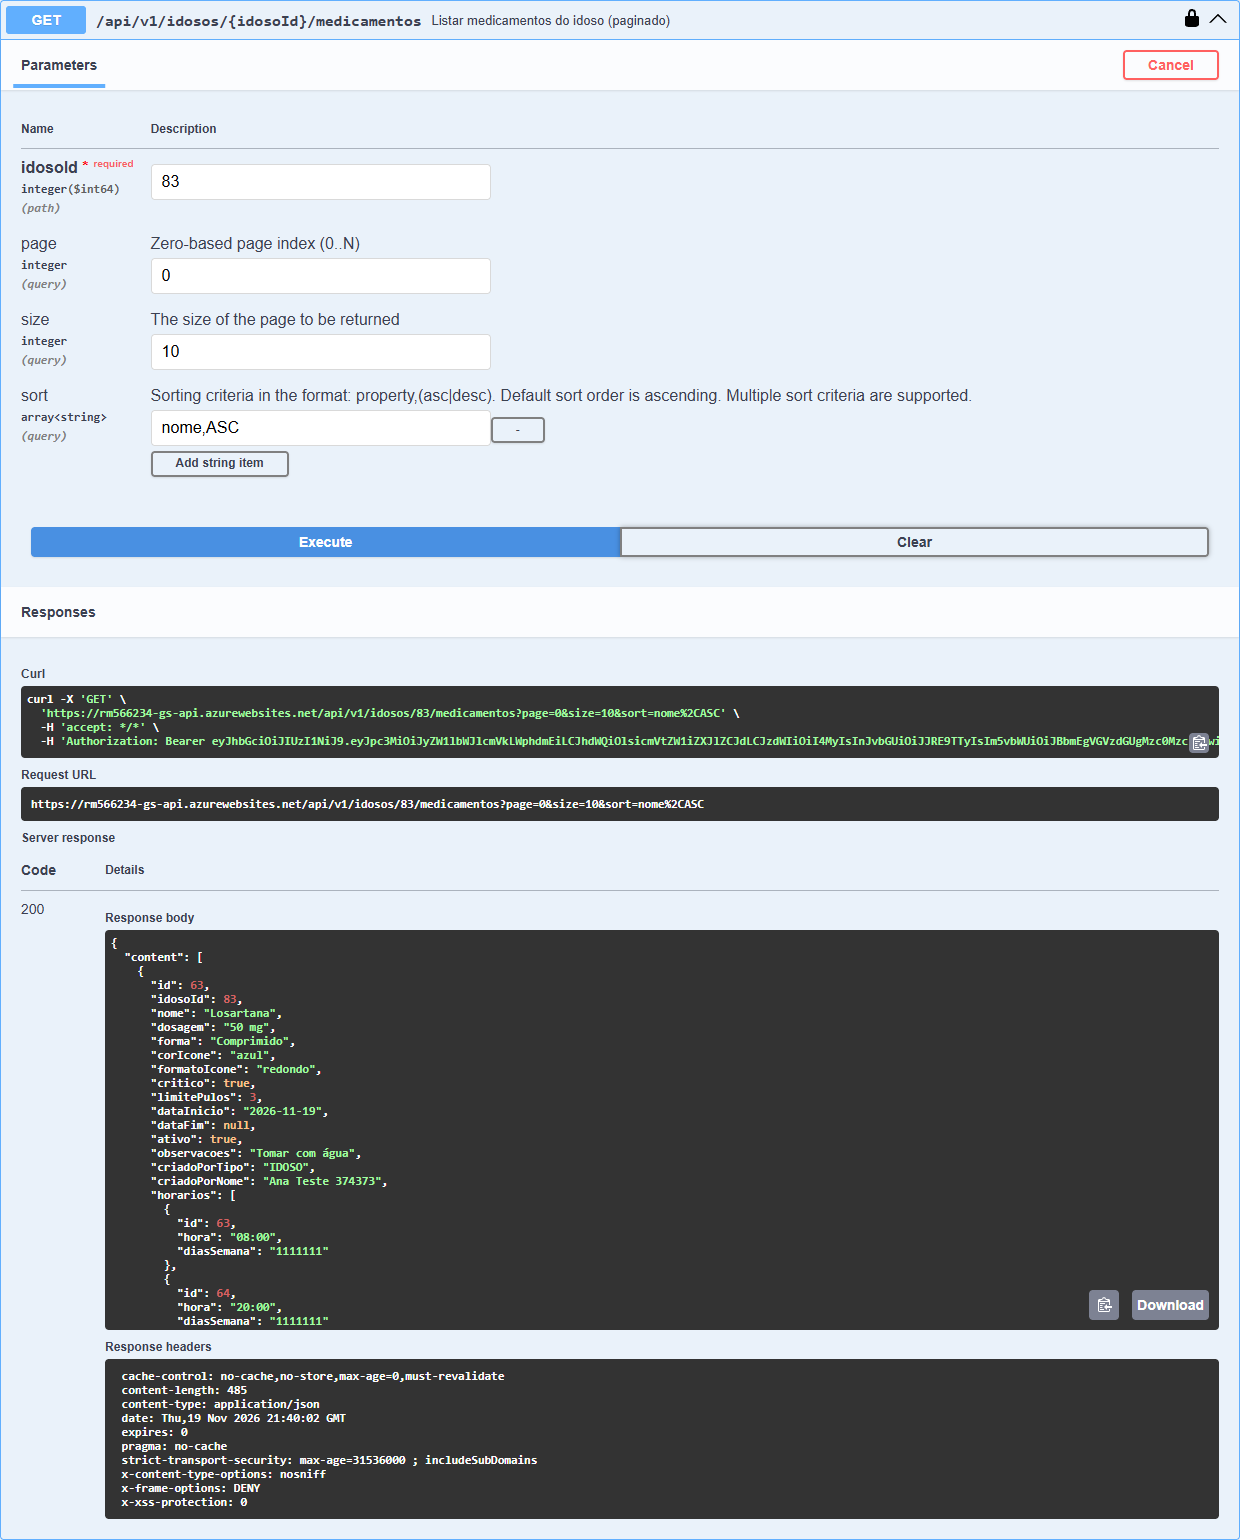 GET /api/v1/idosos/{idosoId}/medicamentos Listar medicamentos do idoso (paginado)
Parameters
Cancel
Name Description
idosoId * required
integer($int64)
(path)
83
page
integer
(query)
Zero-based page index (0..N)
0
size
integer
(query)
The size of the page to be returned
10
sort
array<string>
(query)
Sorting criteria in the format: property,(asc|desc). Default sort order is ascending. Multiple sort criteria are supported.
nome,ASC
-
Add string item
Execute
Clear
Responses
Curl
curl -X 'GET' \
'https://rm566234-gs-api.azurewebsites.net/api/v1/idosos/83/medicamentos?page=0&size=10&sort=nome%2CASC' \
-H 'accept: */*' \
-H 'Authorization: Bearer
Request URL
https://rm566234-gs-api.azurewebsites.net/api/v1/idosos/83/medicamentos?page=0&size=10&sort=nome%2CASC
Server response
Code Details
200
Response body
{
"content": [
{
"id": 63,
"idosoId": 83,
"nome": "Losartana",
"dosagem": "50 mg",
"forma": "Comprimido",
"corIcone": "azul",
"formatoIcone": "redondo",
"critico": true,
"limitePulos": 3,
"dataInicio": "2026-11-19",
"dataFim": null,
"ativo": true,
"observacoes": "Tomar com água",
"criadoPorTipo": "IDOSO",
"criadoPorNome": "Ana Teste 374373",
"horarios": [
{
"id": 63,
"hora": "08:00",
"diasSemana": "1111111"
},
{
"id": 64,
"hora": "20:00",
"diasSemana": "1111111"
Download
Response headers
cache-control: no-cache,no-store,max-age=0,must-revalidate
content-length: 485
content-type: application/json
date: Thu,19 Nov 2026 21:40:02 GMT
expires: 0
pragma: no-cache
strict-transport-security: max-age=31536000 ; includeSubDomains
x-content-type-options: nosniff
x-frame-options: DENY
x-xss-protection: 0